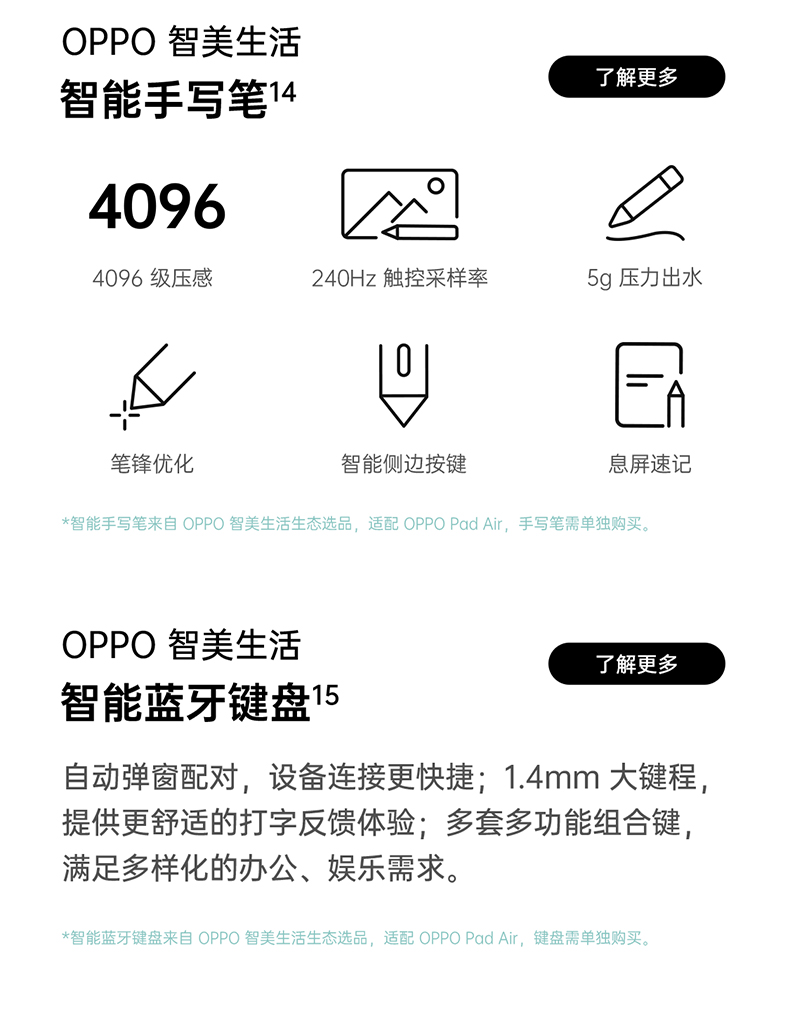 OPPO 智美生活
智能手写笔14
了解更多
4096
4096 级压感
240Hz 触控采样率
5g 压力出水
笔锋优化
智能侧边按键
息屏速记
*智能手写笔来自 OPPO 智美生活生态选品，适配 OPPO Pad Air，手写笔需单独购买。
OPPO 智美生活
智能蓝牙键盘15
了解更多
自动弹窗配对，设备连接更快捷；1.4mm 大键程，
提供更舒适的打字反馈体验；多套多功能组合键，
满足多样化的办公、娱乐需求。
*智能蓝牙键盘来自 OPPO 智美生活生态选品，适配 OPPO Pad Air，键盘需单独购买。